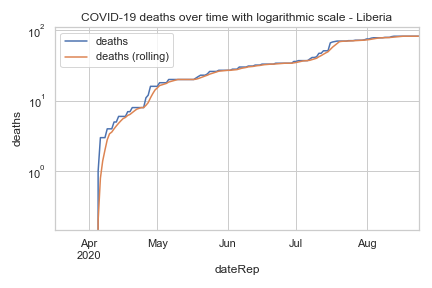 COVID-19 deaths over time with logarithmic scale - Liberia
deaths
deaths (rolling)
10²
10¹
10⁰
deaths
Apr
2020
May
Jun
Jul
Aug
dateRep